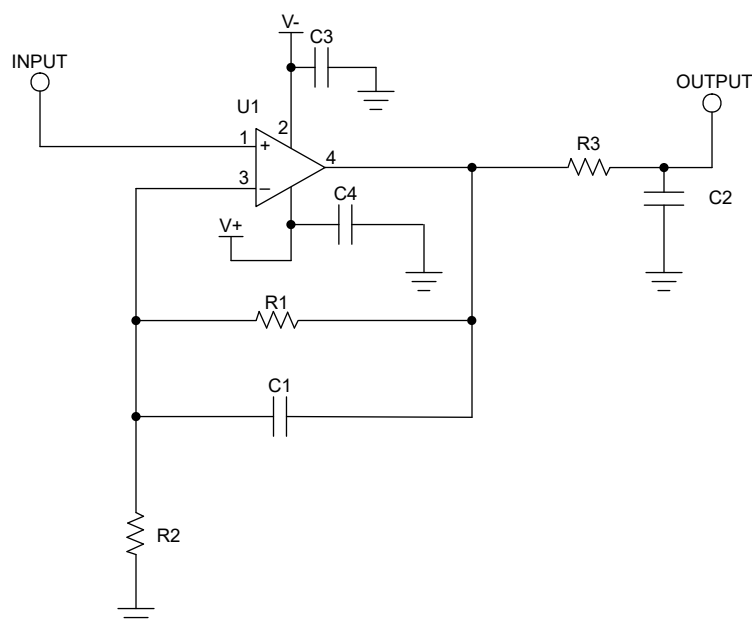 V-
C3
INPUT
OUTPUT
U1
2
1
+
R3
4
3
–
C4
C2
V+
R1
C1
R2